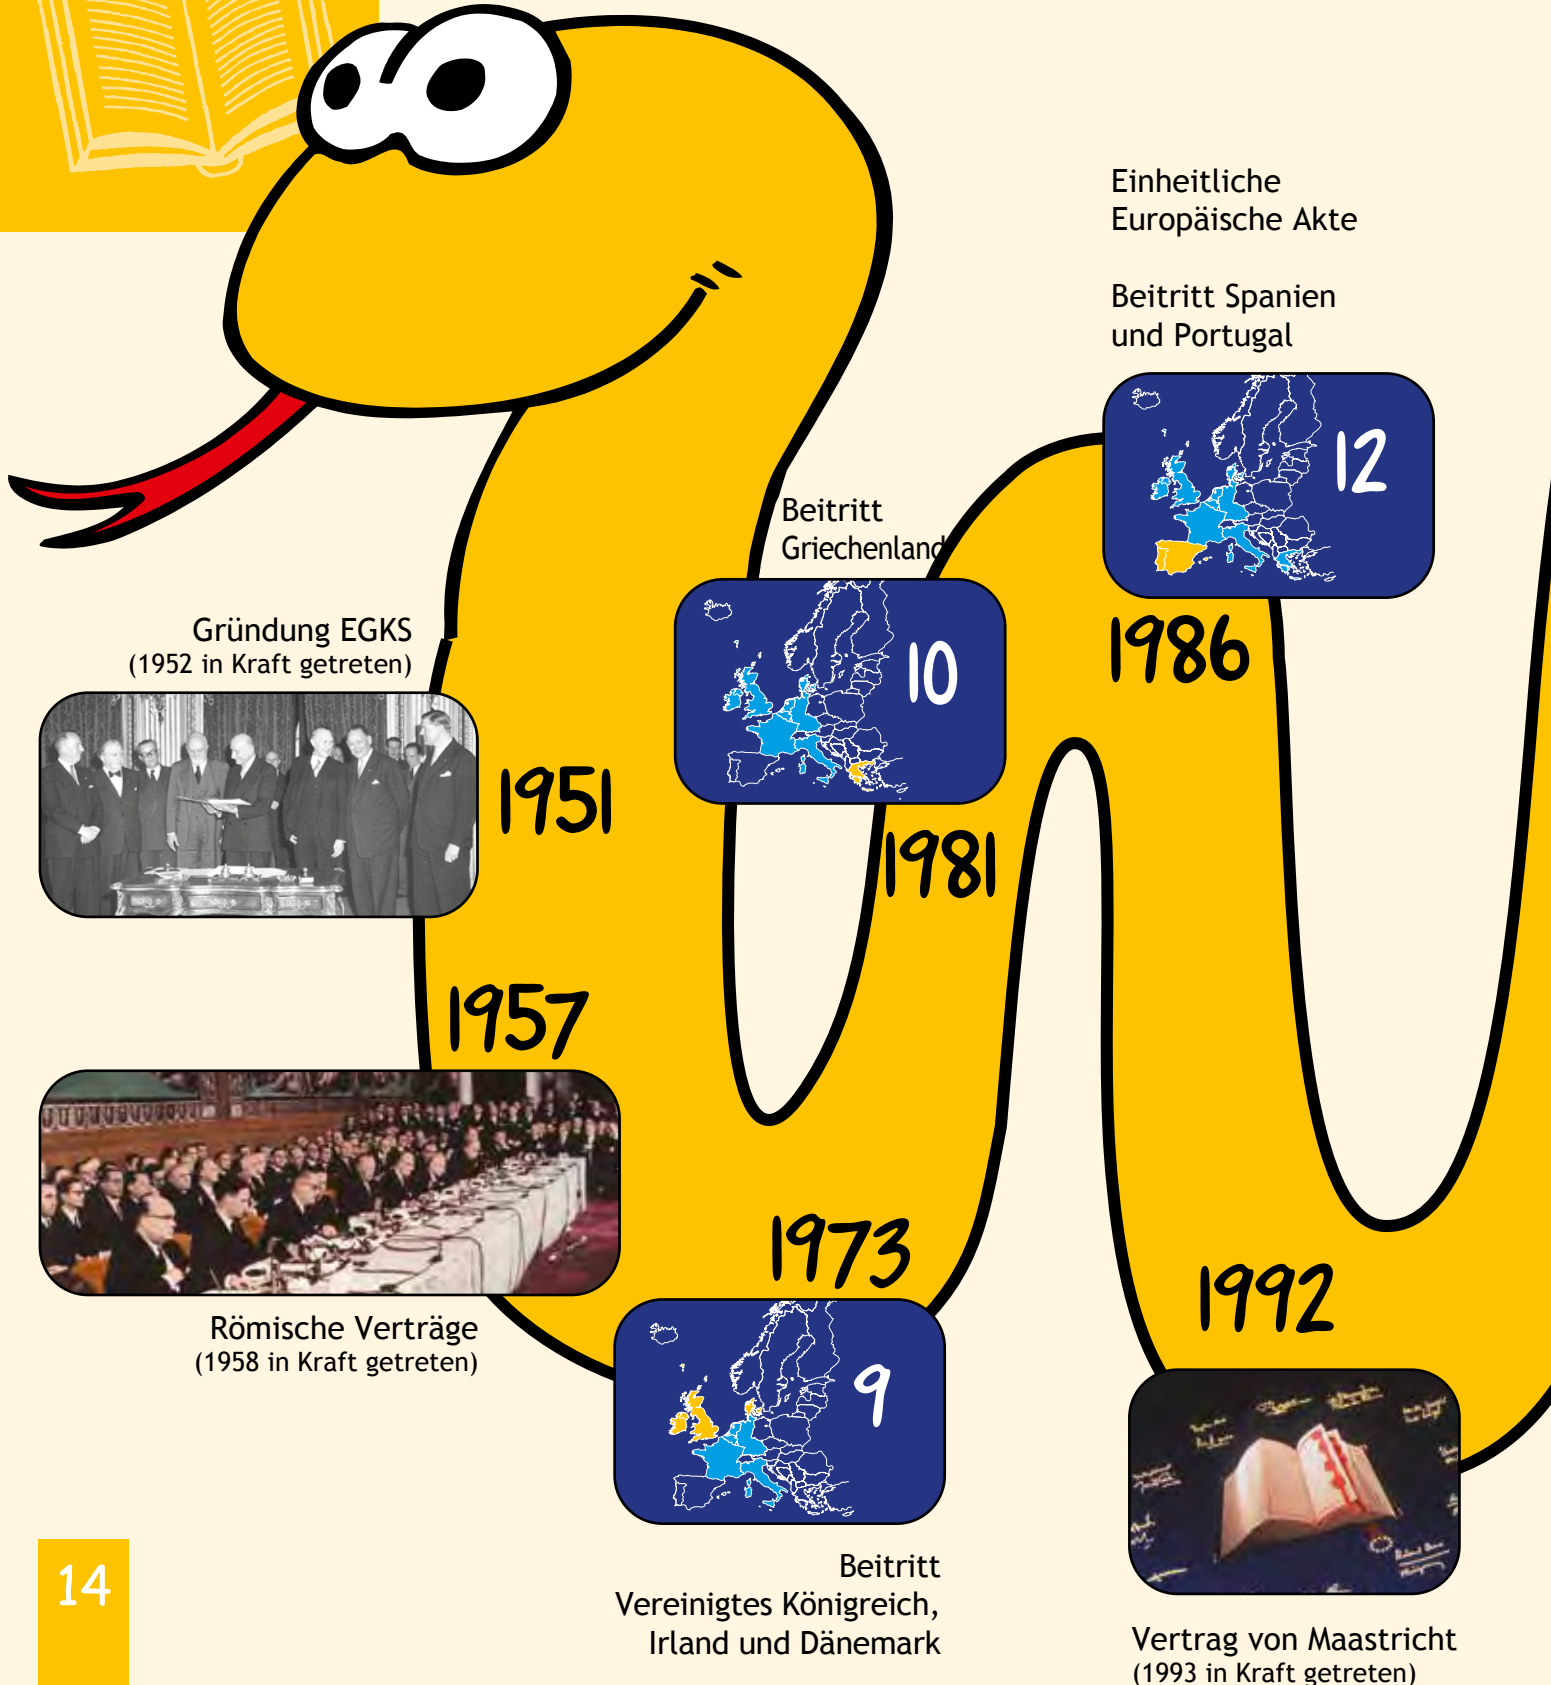 Gründung EGKS
(1952 in Kraft getreten)
1951
1957
Römische Verträge
(1958 in Kraft getreten)
1973
9
Beitritt
Vereinigtes Königreich,
Irland und Dänemark
Beitritt
Griechenland
10
1981
Einheitliche
Europäische Akte
Beitritt Spanien
und Portugal
12
1986
1992
Vertrag von Maastricht
(1993 in Kraft getreten)
14